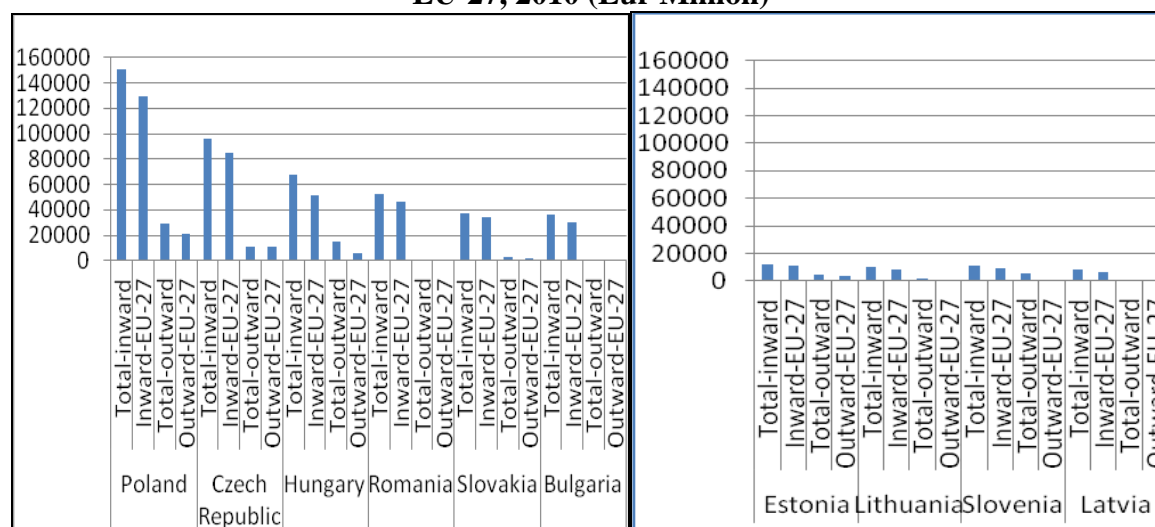 EU-27, 2010 (Eur Million)
160000
140000
120000
100000
80000
60000
40000
20000
0
Total-inward
Inward-EU-27
Total-outward
Outward-EU-27
Total-inward
Inward-EU-27
Total-outward
Outward-EU-27
Total-inward
Inward-EU-27
Total-outward
Outward-EU-27
Total-inward
Inward-EU-27
Total-outward
Outward-EU-27
Total-inward
Inward-EU-27
Total-outward
Outward-EU-27
Total-inward
Inward-EU-27
Total-outward
Outward-EU-27
Poland
Czech
Republic
Hungary
Romania
Slovakia
Bulgaria
160000
140000
120000
100000
80000
60000
40000
20000
0
Total-inward
Inward-EU-27
Total-outward
Outward-EU-27
Total-inward
Inward-EU-27
Total-outward
Outward-EU-27
Total-inward
Inward-EU-27
Total-outward
Outward-EU-27
Total-inward
Inward-EU-27
Total-outward
Outward-EU-27
Estonia
Lithuania
Slovenia
Latvia